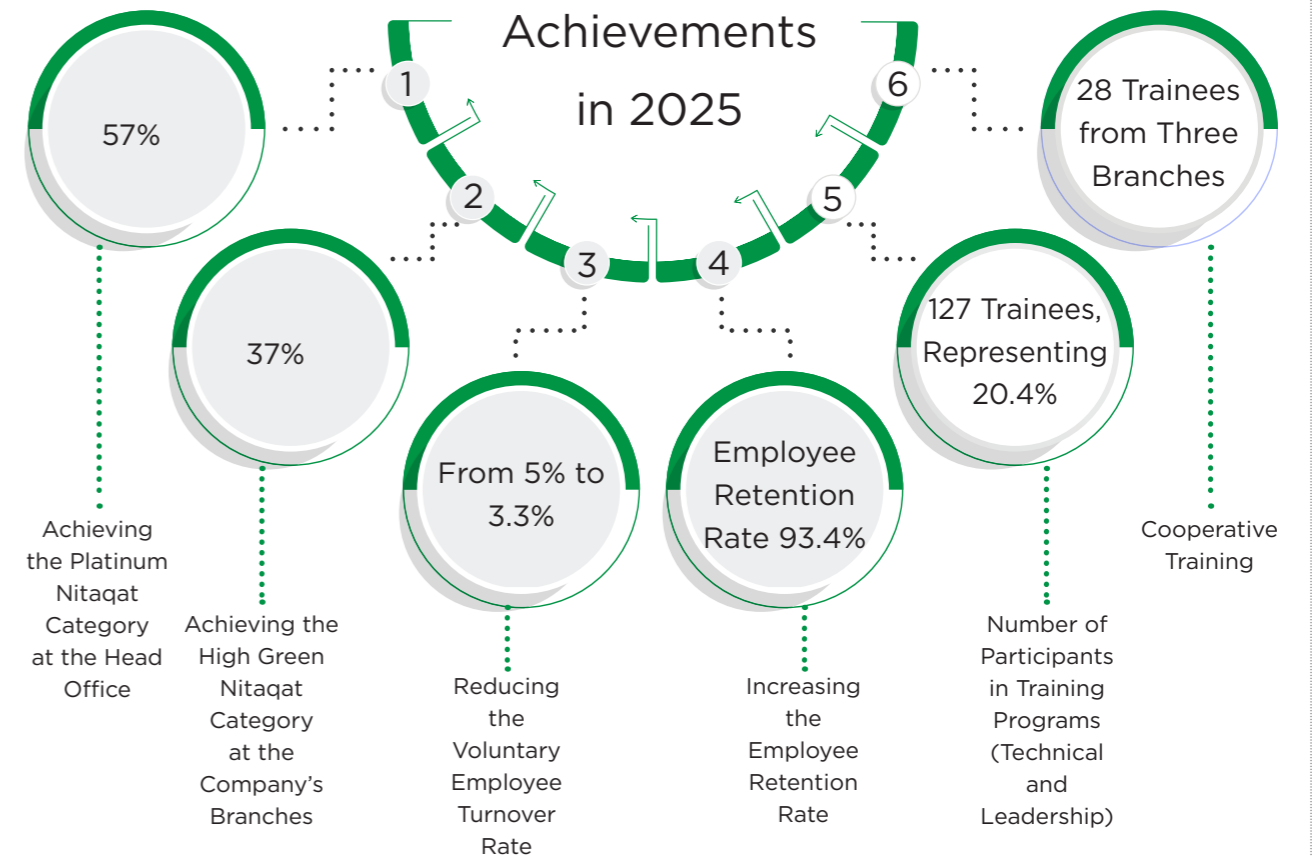 Achievements
in 2025
1
57%
Achieving
the Platinum
Nitaqat
Category
at the Head
Office
2
37%
Achieving the
High Green
Nitaqat
Category
at the
Company’s
Branches
3
From 5% to
3.3%
Reducing
the
Voluntary
Employee
Turnover
Rate
4
Employee
Retention
Rate 93.4%
Increasing
the
Employee
Retention
Rate
5
127 Trainees,
Representing
20.4%
Number of
Participants
in Training
Programs
(Technical
and
Leadership)
6
28 Trainees
from Three
Branches
Cooperative
Training